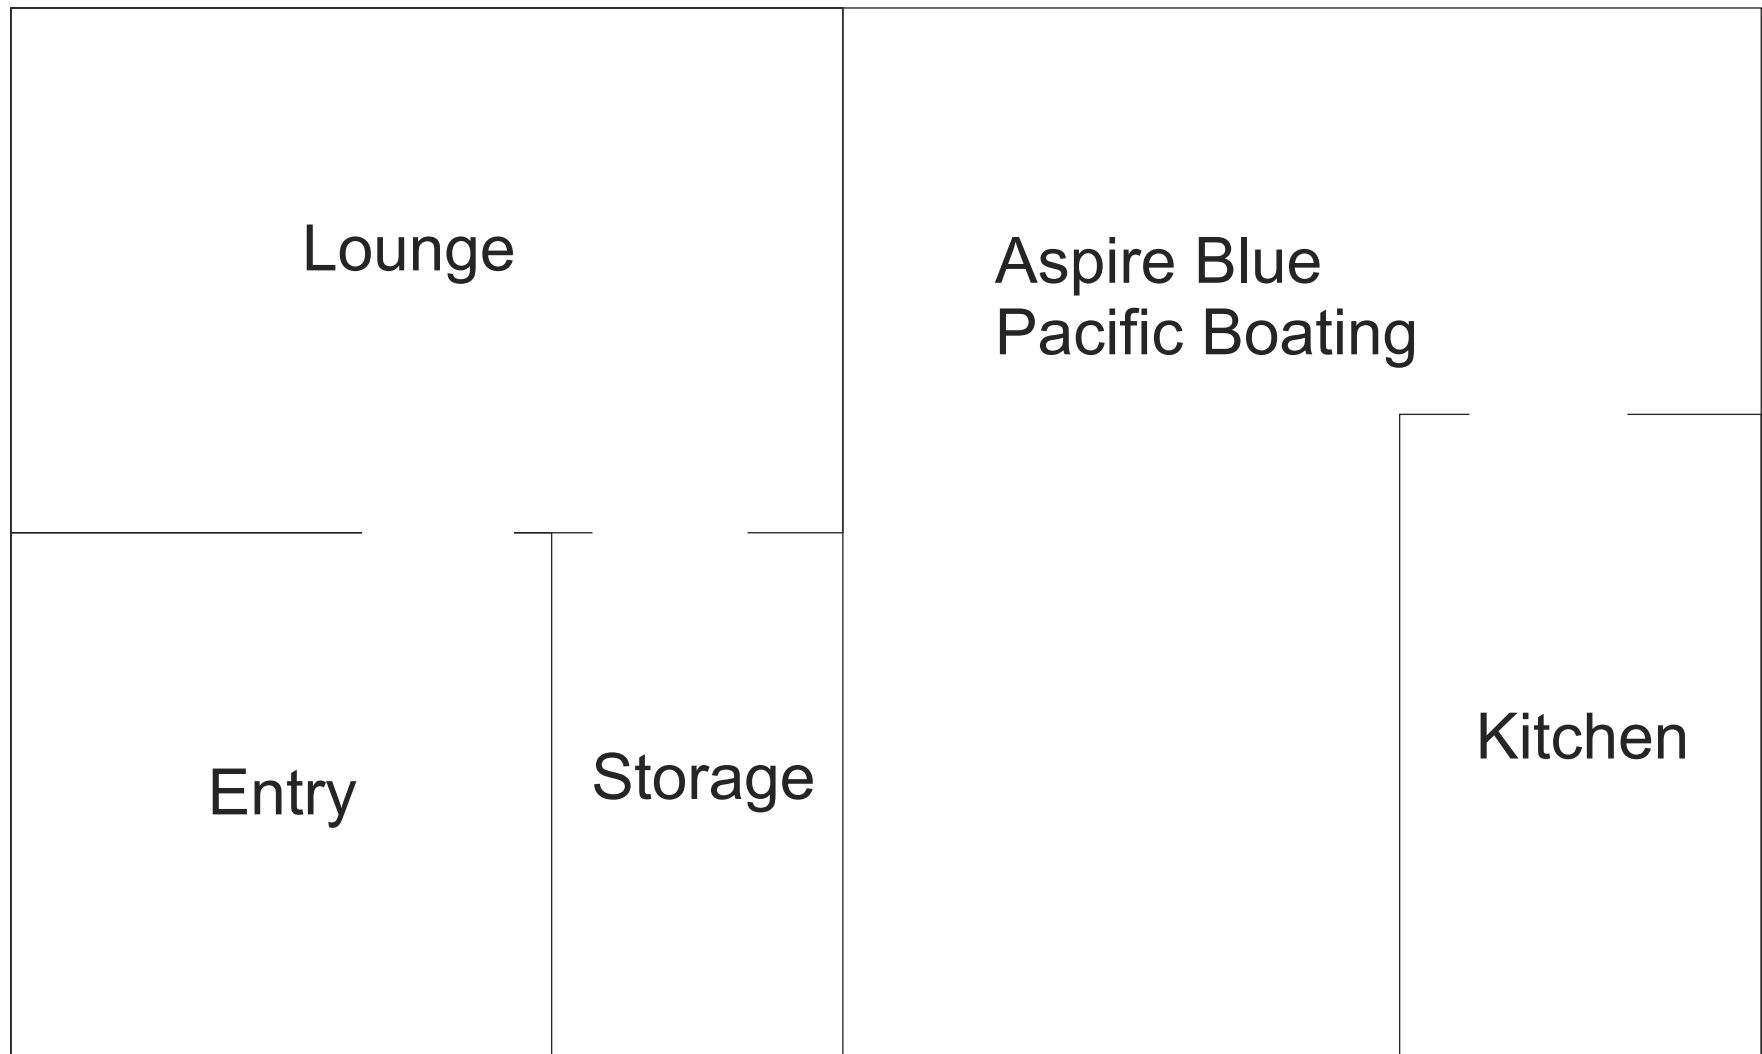 Lounge
Aspire Blue
Pacific Boating
Entry
Storage
Kitchen